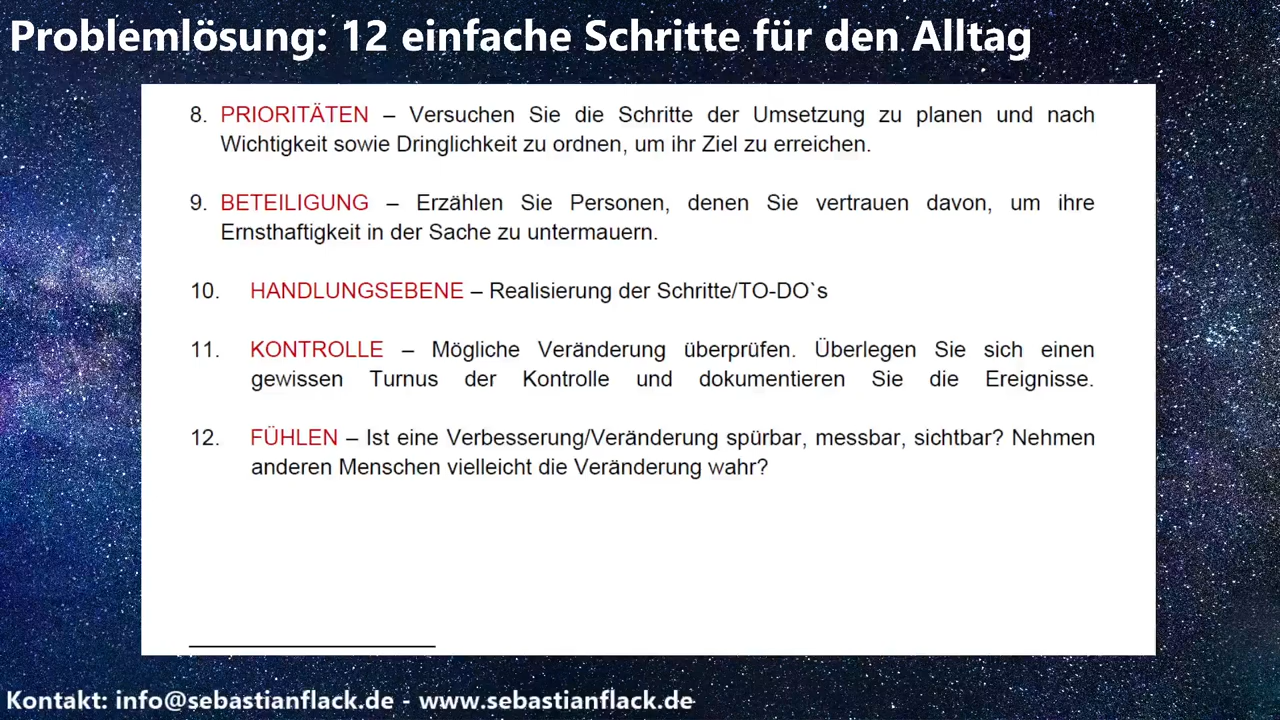 Problemlösung: 12 einfache Schritte für den Alltag
8. PRIORITÄTEN – Versuchen Sie die Schritte der Umsetzung zu planen und nach
Wichtigkeit sowie Dringlichkeit zu ordnen, um ihr Ziel zu erreichen.
9. BETEILIGUNG – Erzählen Sie Personen, denen Sie vertrauen davon, um ihre
Ernsthaftigkeit in der Sache zu untermauern.
10. HANDLUNGSEBENE – Realisierung der Schritte/TO-DO`s
11. KONTROLLE – Mögliche Veränderung überprüfen. Überlegen Sie sich einen
gewissen Turnus der Kontrolle und dokumentieren Sie die Ereignisse.
12. FÜHLEN – Ist eine Verbesserung/Veränderung spürbar, messbar, sichtbar? Nehmen
anderen Menschen vielleicht die Veränderung wahr?
Kontakt: info@sebastianflack.de - www.sebastianflack.de